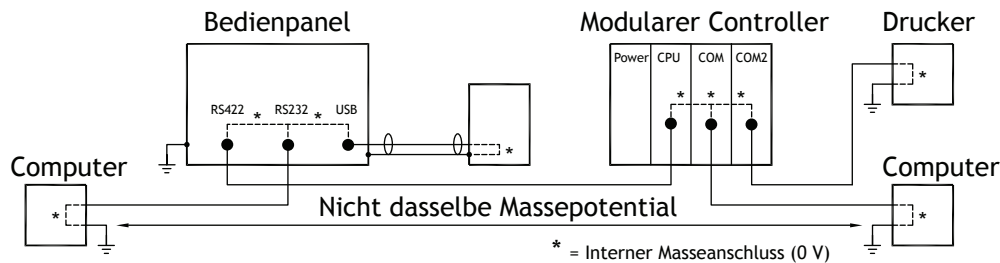 Bedienpanel
Modularer Controller
Drucker
Power CPU COM COM2
* * *
*
RS422 * RS232 * USB
*
Computer
Computer
*
*
Nicht dasselbe Massepotential
* = Interner Masseanschluss (0 V)